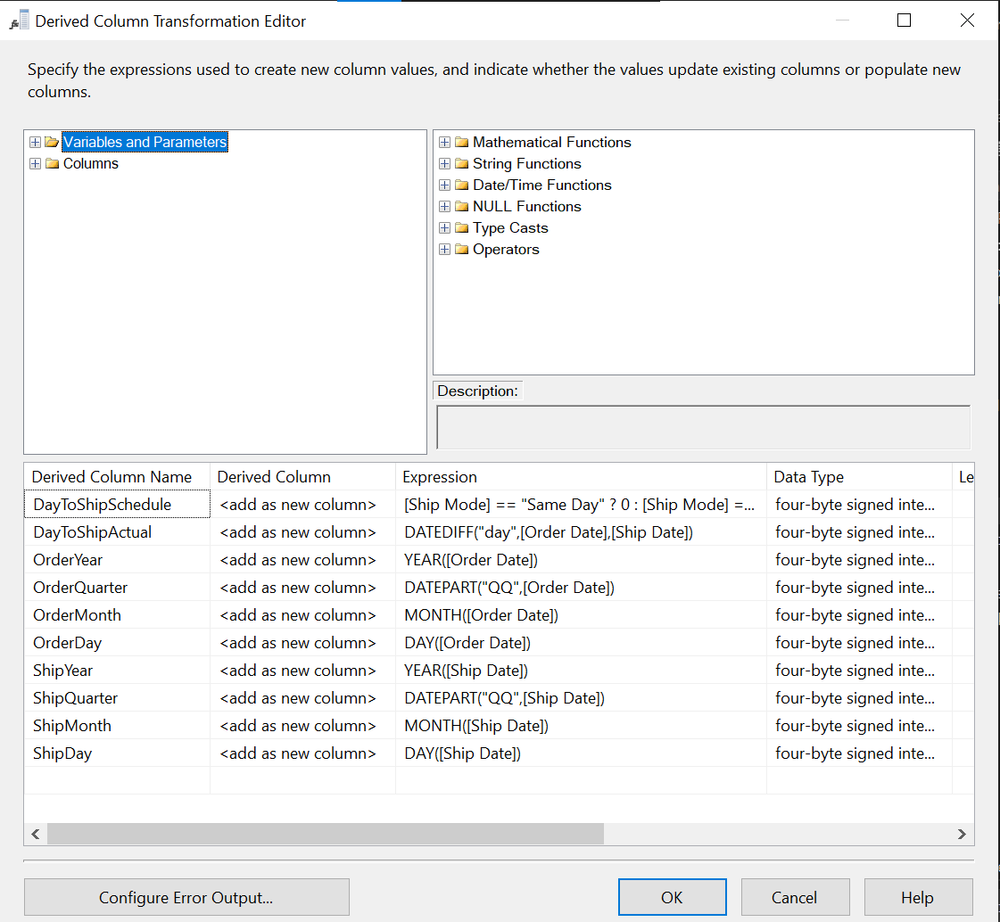 Derived Column Transformation Editor
Specify the expressions used to create new column values, and indicate whether the values update existing columns or populate new
columns.
Variables and Parameters
Columns
Mathematical Functions
String Functions
Date/Time Functions
NULL Functions
Type Casts
Operators
Description:
Derived Column Name Derived Column Expression Data Type Le
DayToShipSchedule <add as new column> [Ship Mode] == "Same Day" ? 0 : [Ship Mode] =... four-byte signed inte...
DayToShipActual <add as new column> DATEDIFF("day",[Order Date],[Ship Date]) four-byte signed inte...
OrderYear <add as new column> YEAR([Order Date]) four-byte signed inte...
OrderQuarter <add as new column> DATEPART("QQ",[Order Date]) four-byte signed inte...
OrderMonth <add as new column> MONTH([Order Date]) four-byte signed inte...
OrderDay <add as new column> DAY([Order Date]) four-byte signed inte...
ShipYear <add as new column> YEAR([Ship Date]) four-byte signed inte...
ShipQuarter <add as new column> DATEPART("QQ",[Ship Date]) four-byte signed inte...
ShipMonth <add as new column> MONTH([Ship Date]) four-byte signed inte...
ShipDay <add as new column> DAY([Ship Date]) four-byte signed inte...
Configure Error Output... OK Cancel Help